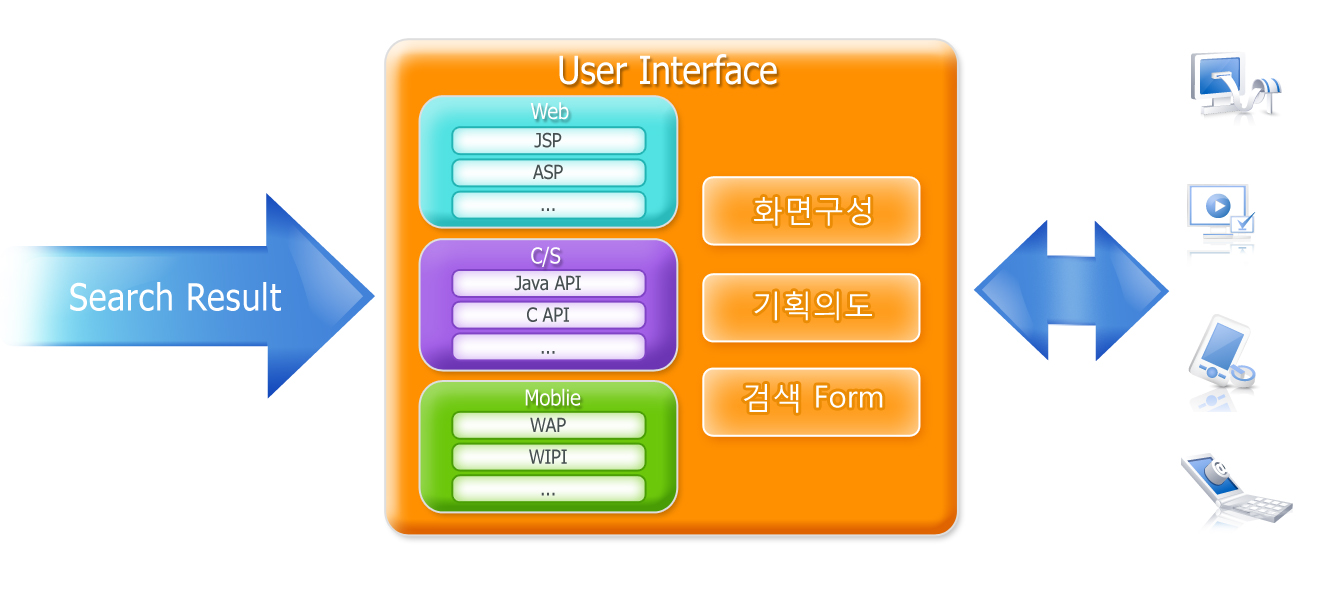 User Interface
Web
JSP
ASP
...
C/S
Java API
C API
...
Moblie
WAP
WIPI
...
화면구성
기획의도
검색 Form
Search Result
@